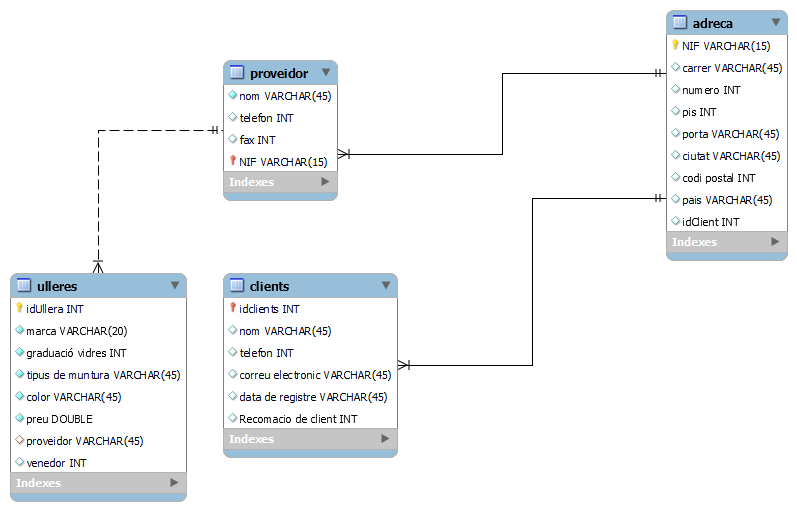 adreca
NIF VARCHAR(15)
carrer VARCHAR(45)
numero INT
pis INT
porta VARCHAR(45)
ciutat VARCHAR(45)
codi postal INT
pais VARCHAR(45)
idClient INT
Indexes
proveidor
nom VARCHAR(45)
telefon INT
fax INT
NIF VARCHAR(15)
Indexes
ulleres
idUllera INT
marca VARCHAR(20)
graduació vidres INT
tipus de muntura VARCHAR(45)
color VARCHAR(45)
preu DOUBLE
proveidor VARCHAR(45)
venedor INT
Indexes
clients
idclients INT
nom VARCHAR(45)
telefon INT
correu electronic VARCHAR(45)
data de registre VARCHAR(45)
Recomacio de client INT
Indexes